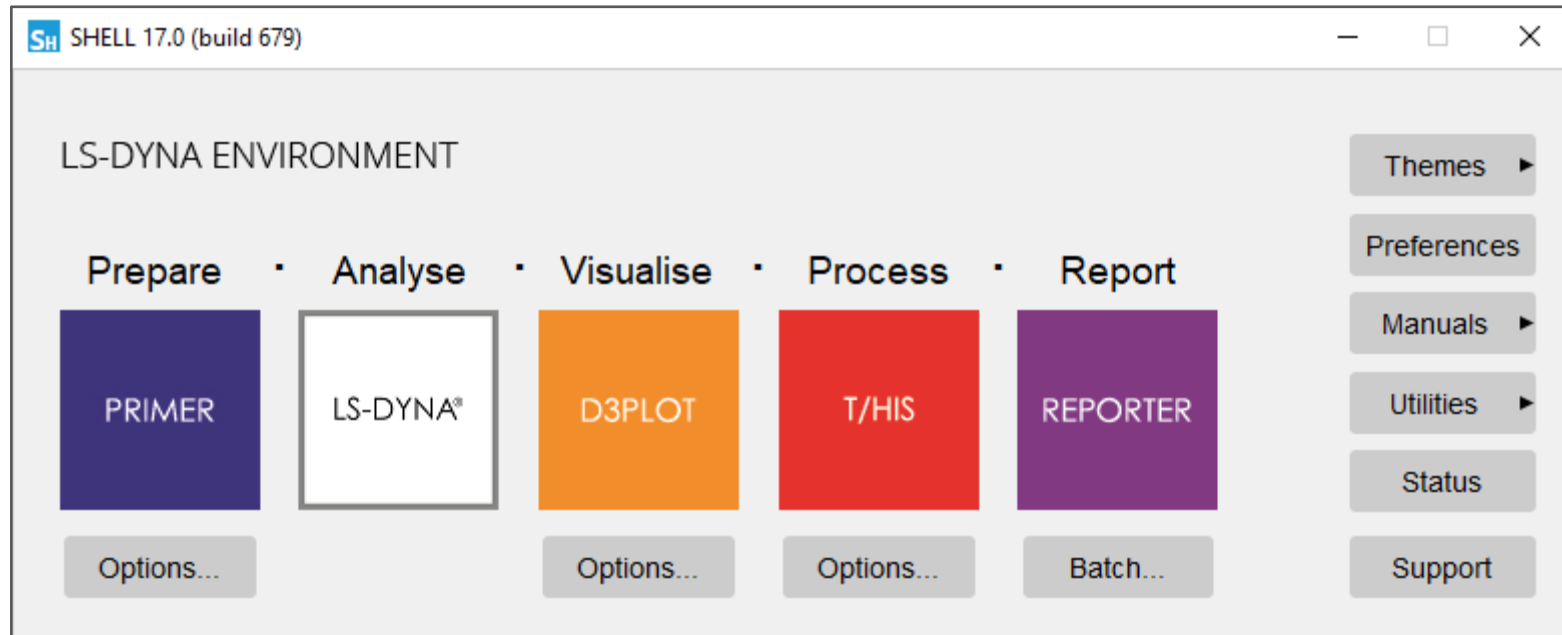 SH SHELL 17.0 (build 679)
LS-DYNA ENVIRONMENT
Prepare · Analyse · Visualise · Process · Report
PRIMER LS-DYNA® D3PLOT T/HIS REPORTER
Options... Options... Options... Batch...
Themes
Preferences
Manuals
Utilities
Status
Support